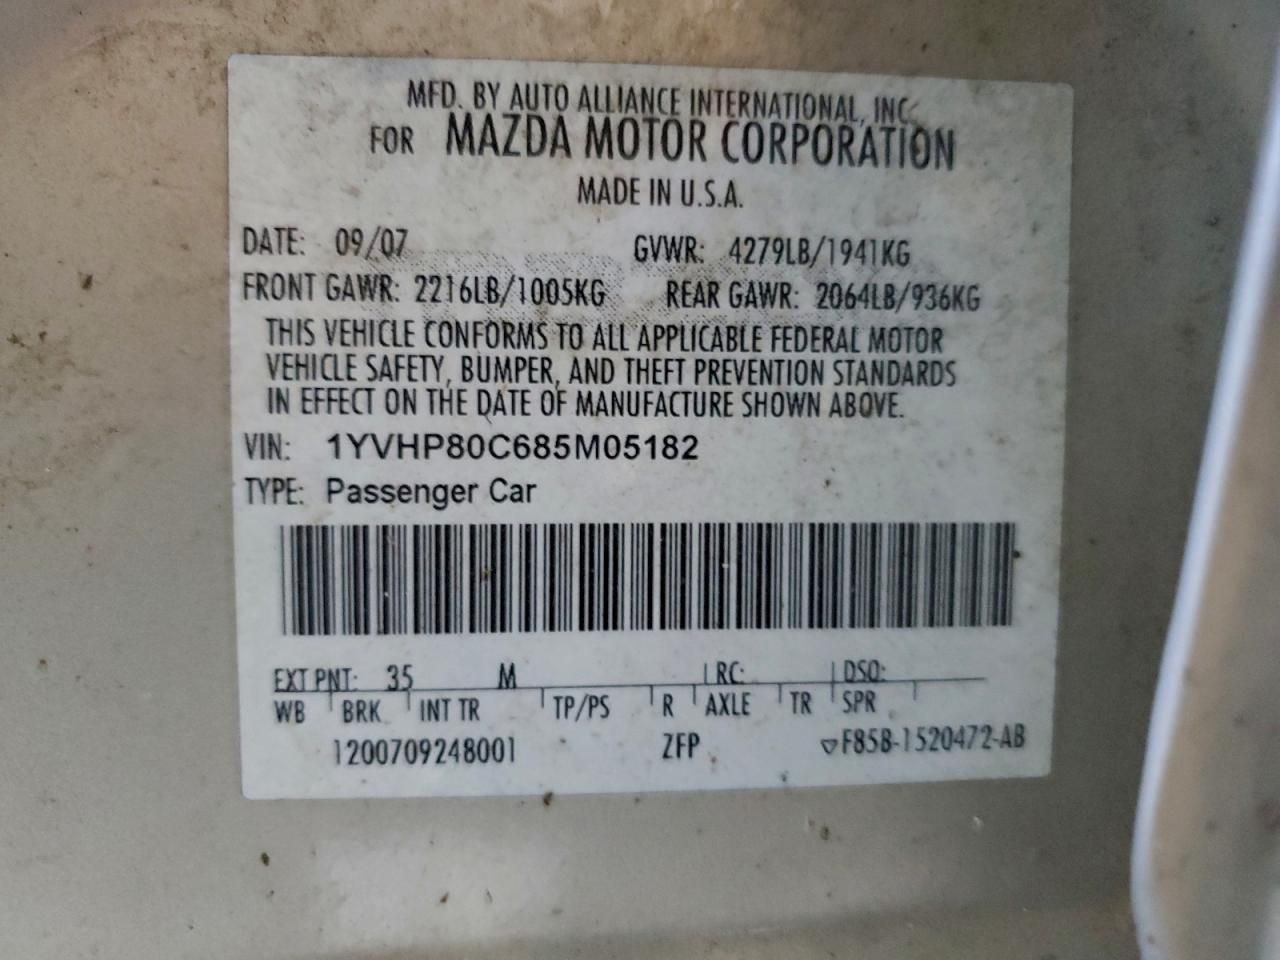 MFD. BY AUTO ALLIANCE INTERNATIONAL, INC.
FOR MAZDA MOTOR CORPORATION
MADE IN U.S.A.
DATE: 09/07 GVWR: 4279LB/1941KG
FRONT GAWR: 2216LB/1005KG REAR GAWR: 2064LB/936KG
THIS VEHICLE CONFORMS TO ALL APPLICABLE FEDERAL MOTOR
VEHICLE SAFETY, BUMPER, AND THEFT PREVENTION STANDARDS
IN EFFECT ON THE DATE OF MANUFACTURE SHOWN ABOVE.
VIN: 1YVHP80C685M05182
TYPE: Passenger Car
EXT PNT: 35 M RC: DSO:
WB BRK INT TR TP/PS R AXLE TR SPR
1200709248001 ZFP ▽F85B-1520472-AB